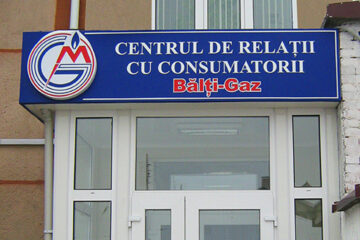 CENTRUL DE RELAȚII
CU CONSUMATORII
Bălți-Gaz